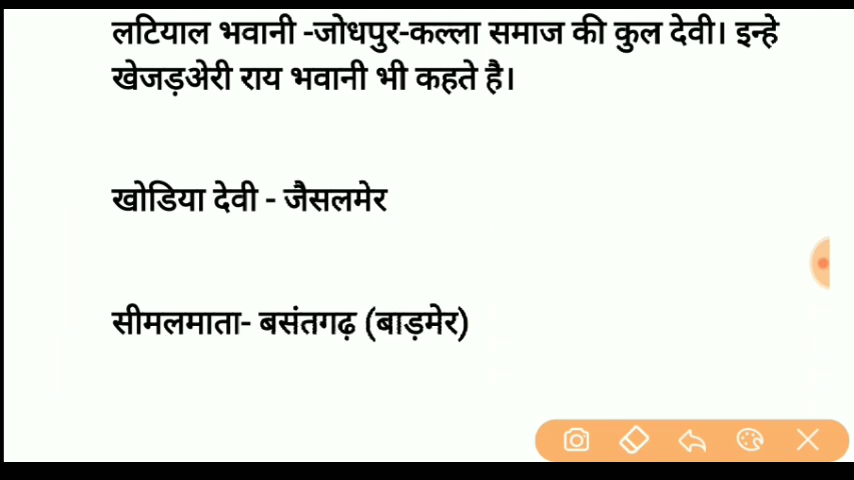 लटियाल भवानी -जोधपुर-कल्ला समाज की कुल देवी। इन्हे
खेजड़अेरी राय भवानी भी कहते है।
खोडिया देवी - जैसलमेर
सीमलमाता- बसंतगढ़ (बाड़मेर)